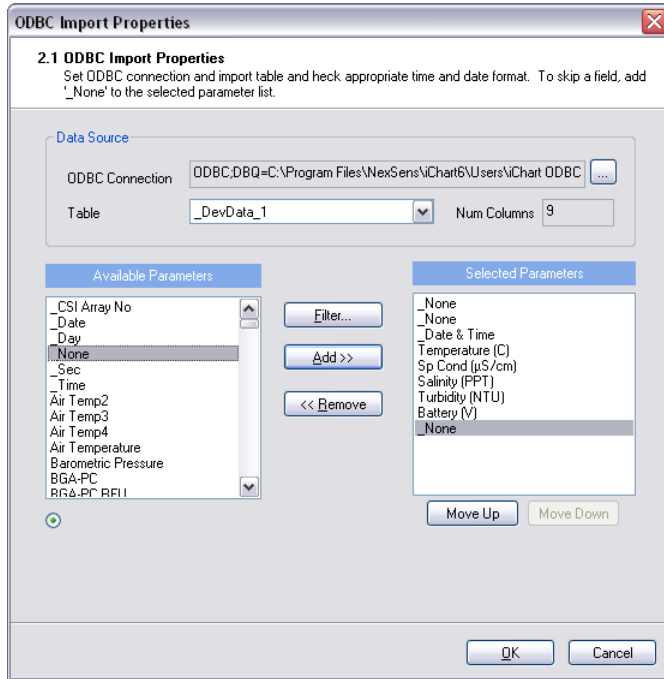 ODBC Import Properties
2.1 ODBC Import Properties
Set ODBC connection and import table and heck appropriate time and date format. To skip a field, add
'_None' to the selected parameter list.
Data Source
ODBC Connection
ODBC;DBQ=C:\Program Files\NexSens\iChart6\Users\iChart ODBC
...
Table
_DevData_1
Num Columns
9
Available Parameters
_CSI Array No
_Date
_Day
_None
_Sec
_Time
Air Temp2
Air Temp3
Air Temp4
Air Temperature
Barometric Pressure
BGA-PC
BGA-PC RFU
Filter...
Add >>
<< Remove
Selected Parameters
_None
_None
_Date & Time
Temperature (C)
Sp Cond (µS/cm)
Salinity (PPT)
Turbidity (NTU)
Battery (V)
_None
Move Up
Move Down
OK
Cancel